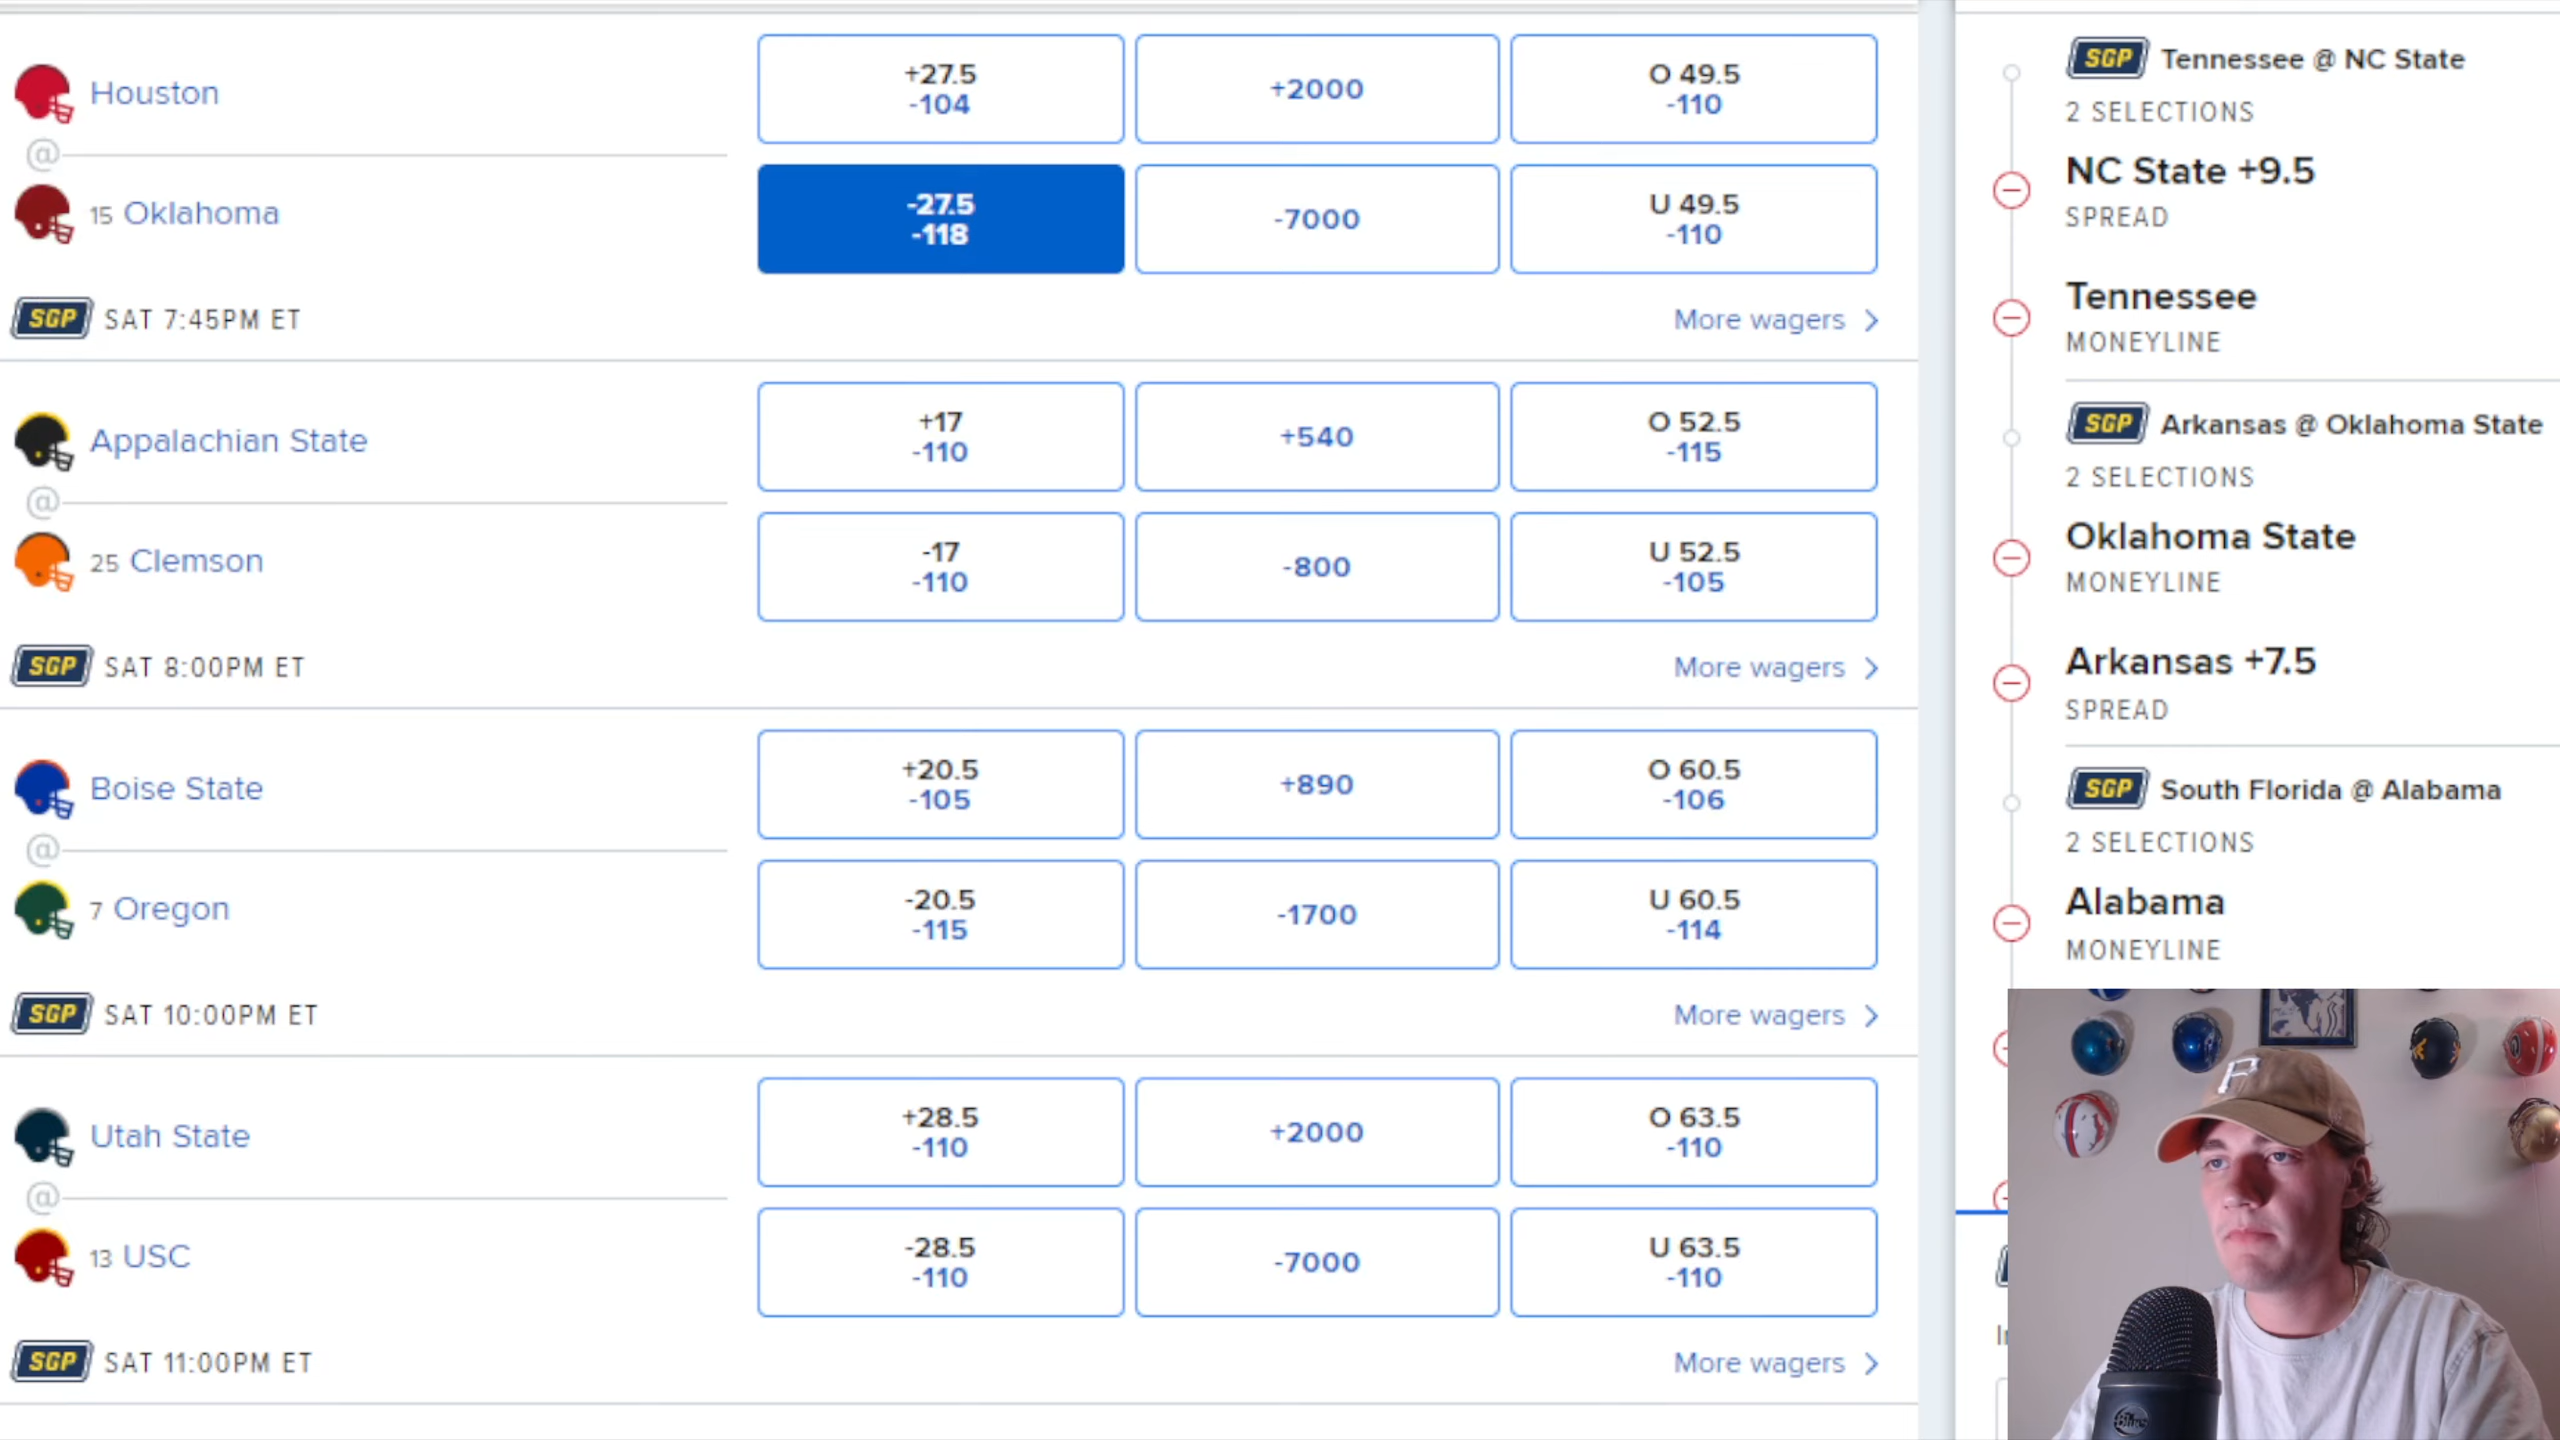 Houston
+27.5
-104
+2000
O 49.5
-110
@
15 Oklahoma
-27.5
-118
-7000
U 49.5
-110
SGP SAT 7:45PM ET
More wagers
Appalachian State
+17
-110
+540
O 52.5
-115
@
25 Clemson
-17
-110
-800
U 52.5
-105
SGP SAT 8:00PM ET
More wagers
Boise State
+20.5
-105
+890
O 60.5
-106
@
7 Oregon
-20.5
-115
-1700
U 60.5
-114
SGP SAT 10:00PM ET
More wagers
Utah State
+28.5
-110
+2000
O 63.5
-110
@
13 USC
-28.5
-110
-7000
U 63.5
-110
SGP SAT 11:00PM ET
More wagers
SGP Tennessee @ NC State
2 SELECTIONS
NC State +9.5
SPREAD
Tennessee
MONEYLINE
SGP Arkansas @ Oklahoma State
2 SELECTIONS
Oklahoma State
MONEYLINE
Arkansas +7.5
SPREAD
SGP South Florida @ Alabama
2 SELECTIONS
Alabama
MONEYLINE
P
Blue